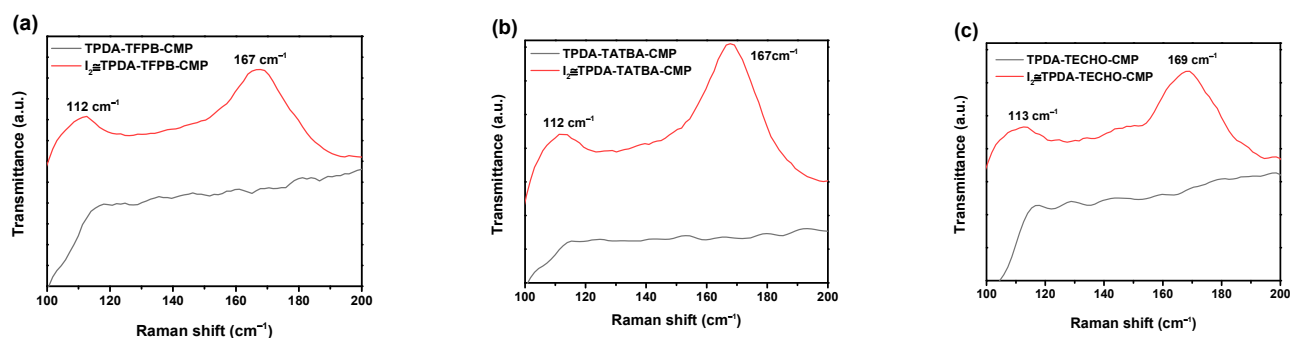 (a)
TPDA-TFPB-CMP
I₂≅TPDA-TFPB-CMP
167 cm⁻¹
112 cm⁻¹
Transmittance (a.u.)
100 120 140 160 180 200
Raman shift (cm⁻¹)
(b)
TPDA-TATBA-CMP
I₂≅TPDA-TATBA-CMP
167cm⁻¹
112 cm⁻¹
Transmittance (a.u.)
100 120 140 160 180 200
Raman shift (cm⁻¹)
(c)
TPDA-TECHO-CMP
I₂≅TPDA-TECHO-CMP
169 cm⁻¹
113 cm⁻¹
Transmittance (a.u.)
100 120 140 160 180 200
Raman shift (cm⁻¹)